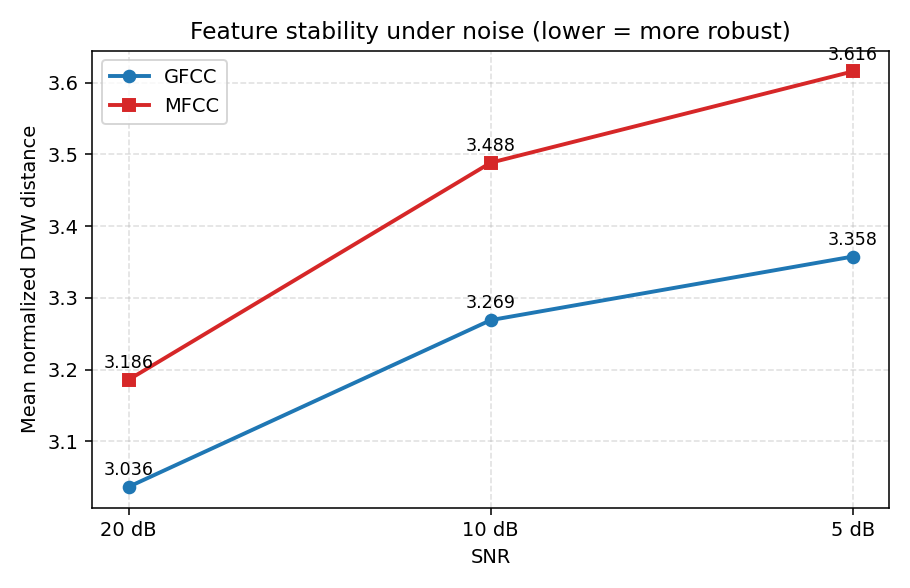 Feature stability under noise (lower = more robust)
GFCC
MFCC
Mean normalized DTW distance
3.6
3.5
3.4
3.3
3.2
3.1
3.616
3.488
3.358
3.269
3.186
3.036
20 dB
10 dB
5 dB
SNR